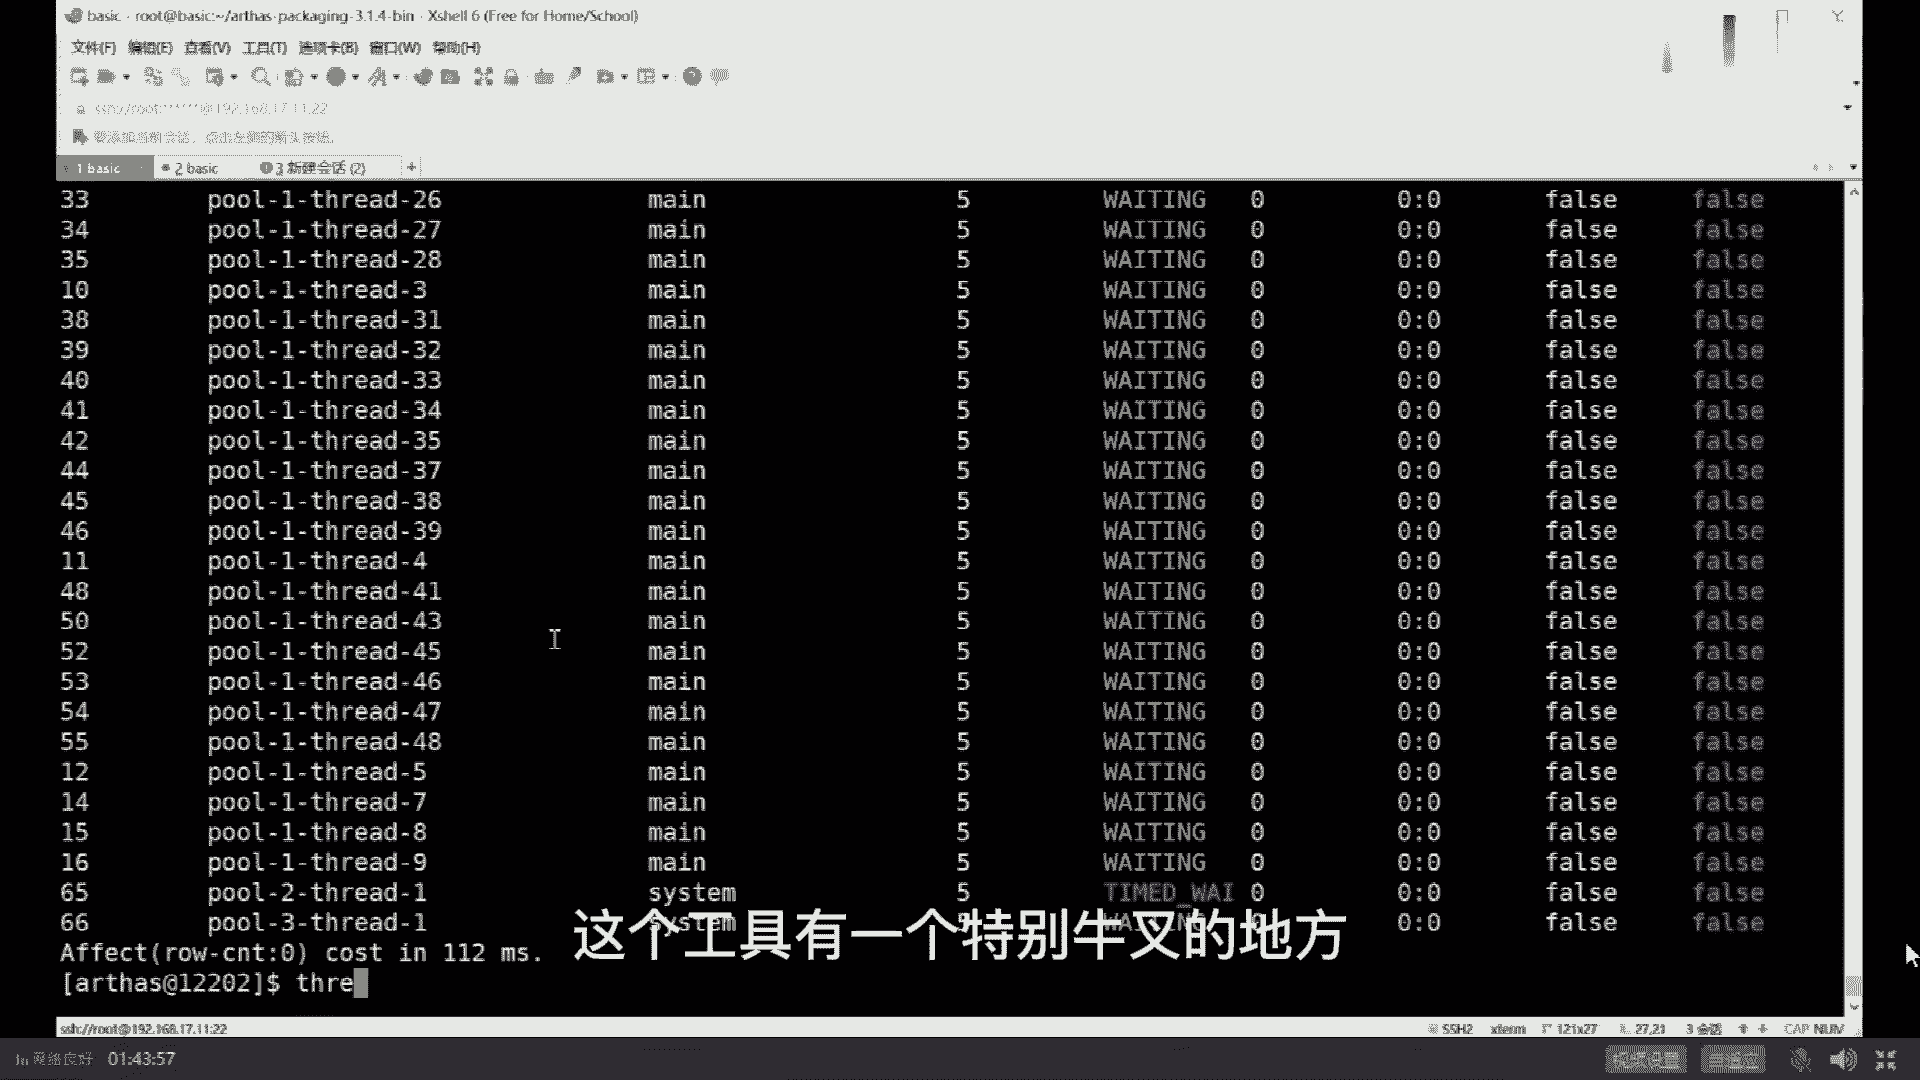 basic - root@basic:~/arthas-packaging-3.1.4-bin - Xshell 6 (Free for Home/School)
文件(F) 编辑(E) 查看(V) 工具(T) 选项卡(B) 窗口(W) 帮助(H)
ssh://root:******@192.168.17.11:22
要添加当前会话，点击左侧的箭头按钮。
1 basic 2 basic 3 新建会话 (2) +
33 pool-1-thread-26 main 5 WAITING 0 0:0 false false
34 pool-1-thread-27 main 5 WAITING 0 0:0 false false
35 pool-1-thread-28 main 5 WAITING 0 0:0 false false
10 pool-1-thread-3 main 5 WAITING 0 0:0 false false
38 pool-1-thread-31 main 5 WAITING 0 0:0 false false
39 pool-1-thread-32 main 5 WAITING 0 0:0 false false
40 pool-1-thread-33 main 5 WAITING 0 0:0 false false
41 pool-1-thread-34 main 5 WAITING 0 0:0 false false
42 pool-1-thread-35 main 5 WAITING 0 0:0 false false
44 pool-1-thread-37 main 5 WAITING 0 0:0 false false
45 pool-1-thread-38 main 5 WAITING 0 0:0 false false
46 pool-1-thread-39 main 5 WAITING 0 0:0 false false
11 pool-1-thread-4 main 5 WAITING 0 0:0 false false
48 pool-1-thread-41 main 5 WAITING 0 0:0 false false
50 pool-1-thread-43 main 5 WAITING 0 0:0 false false
52 pool-1-thread-45 main 5 WAITING 0 0:0 false false
53 pool-1-thread-46 main 5 WAITING 0 0:0 false false
54 pool-1-thread-47 main 5 WAITING 0 0:0 false false
55 pool-1-thread-48 main 5 WAITING 0 0:0 false false
12 pool-1-thread-5 main 5 WAITING 0 0:0 false false
14 pool-1-thread-7 main 5 WAITING 0 0:0 false false
15 pool-1-thread-8 main 5 WAITING 0 0:0 false false
16 pool-1-thread-9 main 5 WAITING 0 0:0 false false
65 pool-2-thread-1 system 5 TIMED_WAI 0 0:0 false false
66 pool-3-thread-1 system 5 WAITING 0 0:0 false false
这个工具有一个特别牛叉的地方
Affect(row-cnt:0) cost in 112 ms.
[arthas@12202]$ thre
ssh://root@192.168.17.11:22 SSH2 xterm 121x27 27,21 3 会话 CAP NUM
网络良好 01:43:57